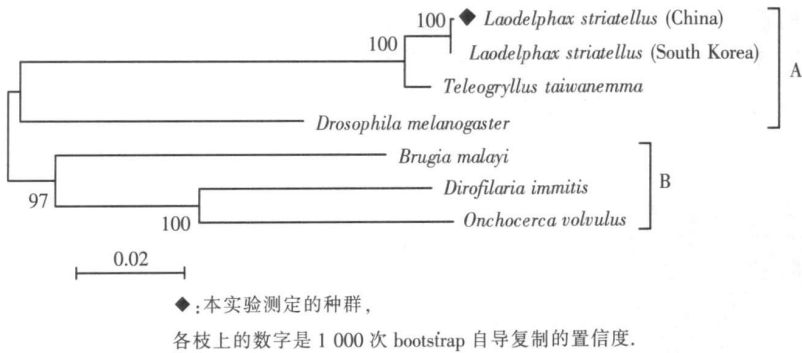 100 ◆ Laodelphax striatellus (China)
100
Laodelphax striatellus (South Korea)
A
Teleogryllus taiwanemma
Drosophila melanogaster
Brugia malayi
B
Dirofilaria immitis
97
100
Onchocerca volvulus
0.02
◆:本实验测定的种群,
各枝上的数字是 1 000 次 bootstrap 自导复制的置信度.